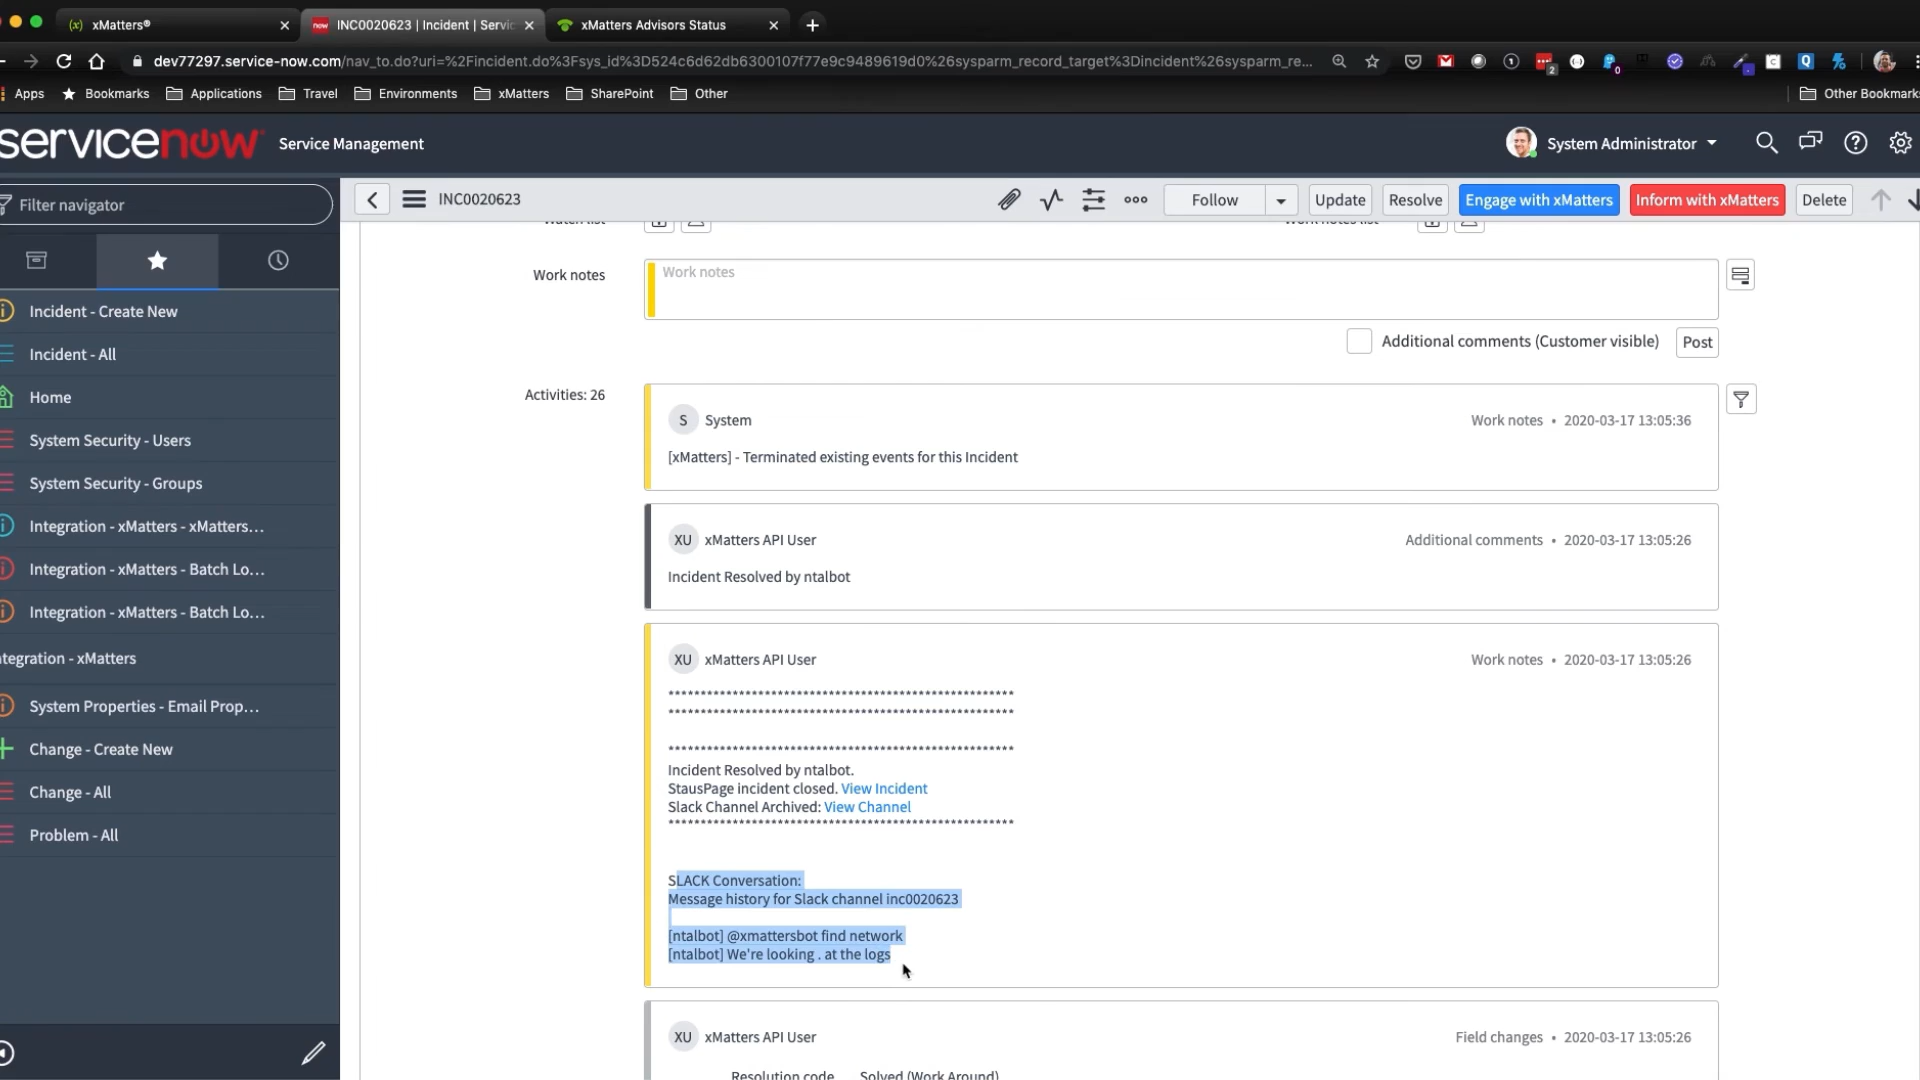 xMatters®
now INC0020623 | Incident | Servic
xMatters Advisors Status
dev77297.service-now.com/nav_to.do?uri=%2Fincident.do%3Fsys_id%3D524c6d62db6300107f77e9c9489619d0%26sysparm_record_target%3Dincident%26sysparm_re...
Apps
Bookmarks
Applications
Travel
Environments
xMatters
SharePoint
Other
Other Bookmarks
servicenow Service Management
System Administrator
Filter navigator
INC0020623
Follow
Update
Resolve
Engage with xMatters
Inform with xMatters
Delete
Incident - Create New
Incident - All
Home
System Security - Users
System Security - Groups
Integration - xMatters - xMatters...
Integration - xMatters - Batch Lo...
Integration - xMatters - Batch Lo...
tegration - xMatters
System Properties - Email Prop...
Change - Create New
Change - All
Problem - All
Watch list
Work notes list
Work notes
Work notes
Additional comments (Customer visible)
Post
Activities: 26
S System
Work notes • 2020-03-17 13:05:36
[xMatters] - Terminated existing events for this Incident
XU xMatters API User
Additional comments • 2020-03-17 13:05:26
Incident Resolved by ntalbot
XU xMatters API User
Work notes • 2020-03-17 13:05:26
******************************************************
******************************************************
******************************************************
Incident Resolved by ntalbot.
StausPage incident closed. View Incident
Slack Channel Archived: View Channel
******************************************************
SLACK Conversation:
Message history for Slack channel inc0020623
[ntalbot] @xmattersbot find network
[ntalbot] We're looking . at the logs
XU xMatters API User
Field changes • 2020-03-17 13:05:26
Resolution code Solved (Work Around)